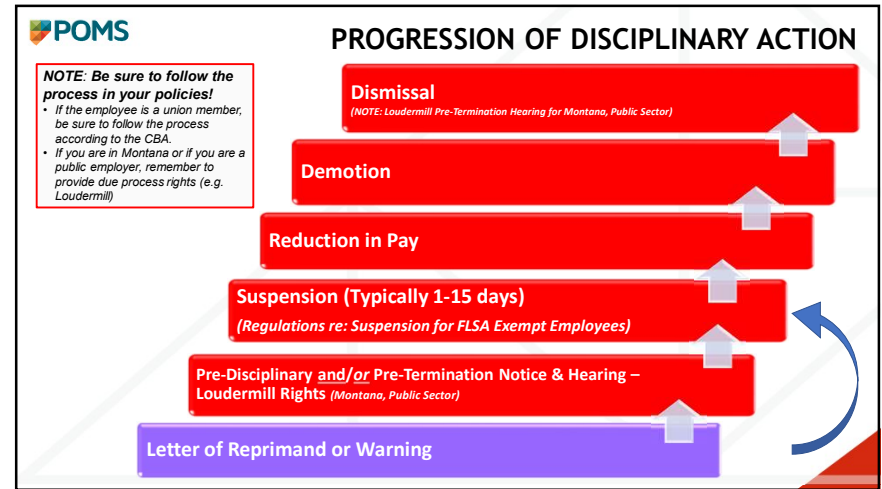 POMS
PROGRESSION OF DISCIPLINARY ACTION
NOTE: Be sure to follow the
process in your policies!
• If the employee is a union member,
be sure to follow the process
according to the CBA.
• If you are in Montana or if you are a
public employer, remember to
provide due process rights (e.g.
Loudermill)
Dismissal
(NOTE: Loudermill Pre-Termination Hearing for Montana, Public Sector)
Demotion
Reduction in Pay
Suspension (Typically 1-15 days)
(Regulations re: Suspension for FLSA Exempt Employees)
Pre-Disciplinary and/or Pre-Termination Notice & Hearing –
Loudermill Rights (Montana, Public Sector)
Letter of Reprimand or Warning